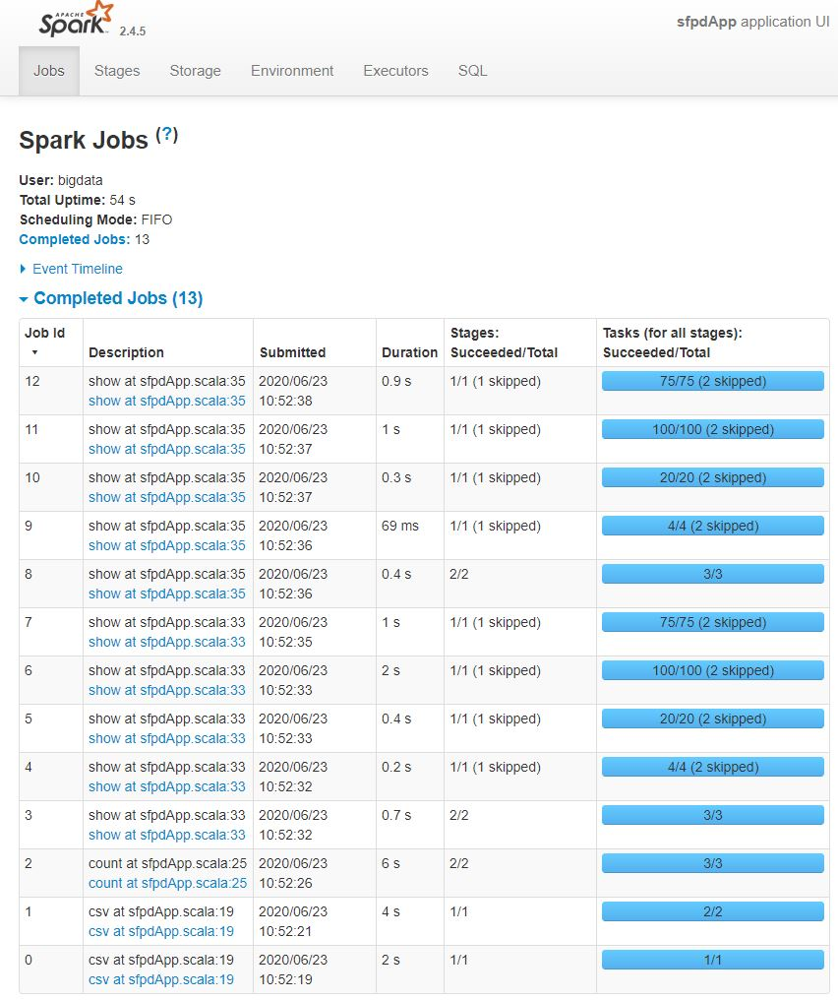 APACHE
Spark 2.4.5
sfpdApp application UI
Jobs Stages Storage Environment Executors SQL
Spark Jobs (?)
User: bigdata
Total Uptime: 54 s
Scheduling Mode: FIFO
Completed Jobs: 13
Event Timeline
Completed Jobs (13)
Job Id Description Submitted Duration Stages: Succeeded/Total Tasks (for all stages): Succeeded/Total
12 show at sfpdApp.scala:35 2020/06/23 0.9 s 1/1 (1 skipped) 75/75 (2 skipped)
show at sfpdApp.scala:35 10:52:38
11 show at sfpdApp.scala:35 2020/06/23 1 s 1/1 (1 skipped) 100/100 (2 skipped)
show at sfpdApp.scala:35 10:52:37
10 show at sfpdApp.scala:35 2020/06/23 0.3 s 1/1 (1 skipped) 20/20 (2 skipped)
show at sfpdApp.scala:35 10:52:37
9 show at sfpdApp.scala:35 2020/06/23 69 ms 1/1 (1 skipped) 4/4 (2 skipped)
show at sfpdApp.scala:35 10:52:36
8 show at sfpdApp.scala:35 2020/06/23 0.4 s 2/2 3/3
show at sfpdApp.scala:35 10:52:36
7 show at sfpdApp.scala:33 2020/06/23 1 s 1/1 (1 skipped) 75/75 (2 skipped)
show at sfpdApp.scala:33 10:52:35
6 show at sfpdApp.scala:33 2020/06/23 2 s 1/1 (1 skipped) 100/100 (2 skipped)
show at sfpdApp.scala:33 10:52:33
5 show at sfpdApp.scala:33 2020/06/23 0.4 s 1/1 (1 skipped) 20/20 (2 skipped)
show at sfpdApp.scala:33 10:52:33
4 show at sfpdApp.scala:33 2020/06/23 0.2 s 1/1 (1 skipped) 4/4 (2 skipped)
show at sfpdApp.scala:33 10:52:32
3 show at sfpdApp.scala:33 2020/06/23 0.7 s 2/2 3/3
show at sfpdApp.scala:33 10:52:32
2 count at sfpdApp.scala:25 2020/06/23 6 s 2/2 3/3
count at sfpdApp.scala:25 10:52:26
1 csv at sfpdApp.scala:19 2020/06/23 4 s 1/1 2/2
csv at sfpdApp.scala:19 10:52:21
0 csv at sfpdApp.scala:19 2020/06/23 2 s 1/1 1/1
csv at sfpdApp.scala:19 10:52:19